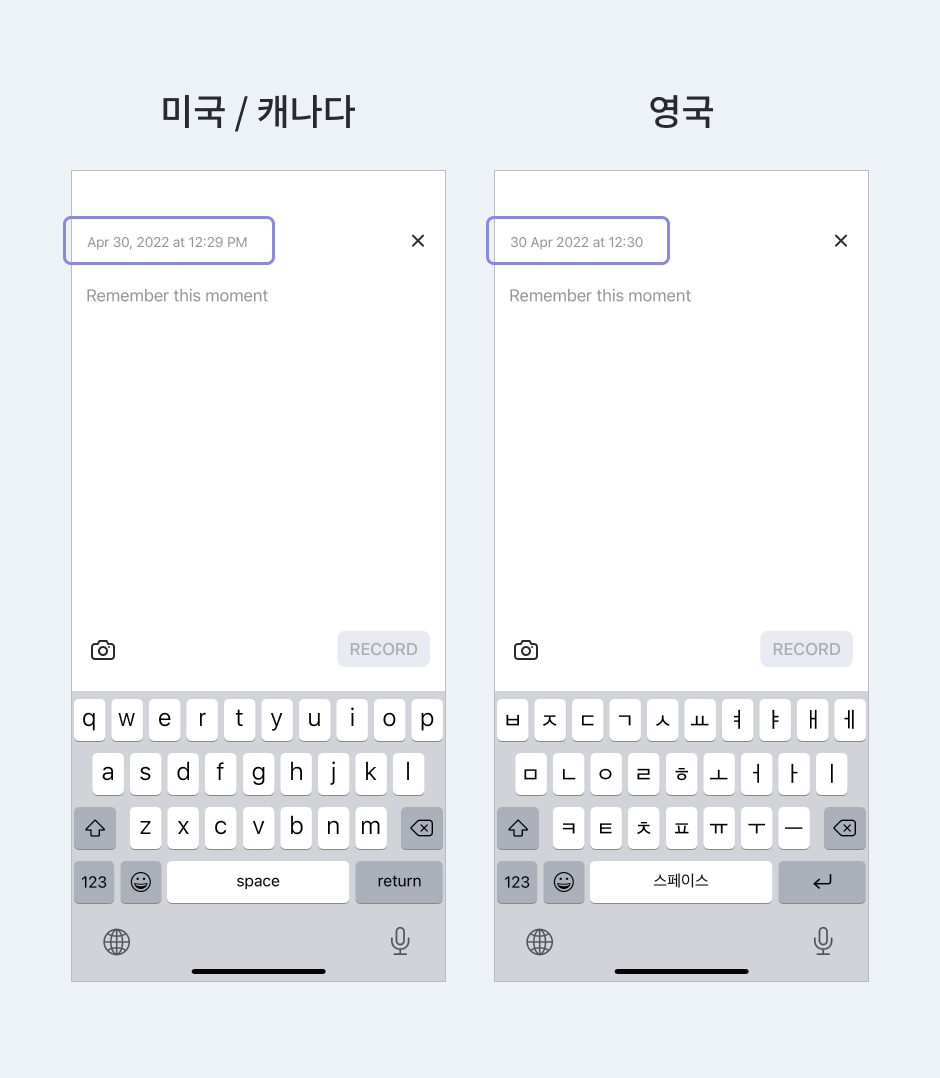 미국 / 캐나다
Apr 30, 2022 at 12:29 PM
Remember this moment
RECORD
q w e r t y u i o p
a s d f g h j k l
z x c v b n m
123 space return
영국
30 Apr 2022 at 12:30
Remember this moment
RECORD
ㅂ ㅈ ㄷ ㄱ ㅅ ㅛ ㅕ ㅑ ㅐ ㅔ
ㅁ ㄴ ㅇ ㄹ ㅎ ㅗ ㅓ ㅏ ㅣ
ㅋ ㅌ ㅊ ㅍ ㅠ ㅜ ㅡ
123 스페이스